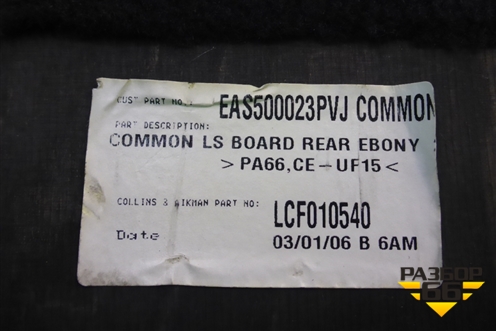 CUST PART NO.: EAS500023PVJ COMMON
PART DESCRIPTION:
COMMON LS BOARD REAR EBONY
>PA66,CE-UF15<
COLLINS & AIKMAN PART NO: LCF010540
Date 03/01/06 B 6AM
РАЗБОР
66